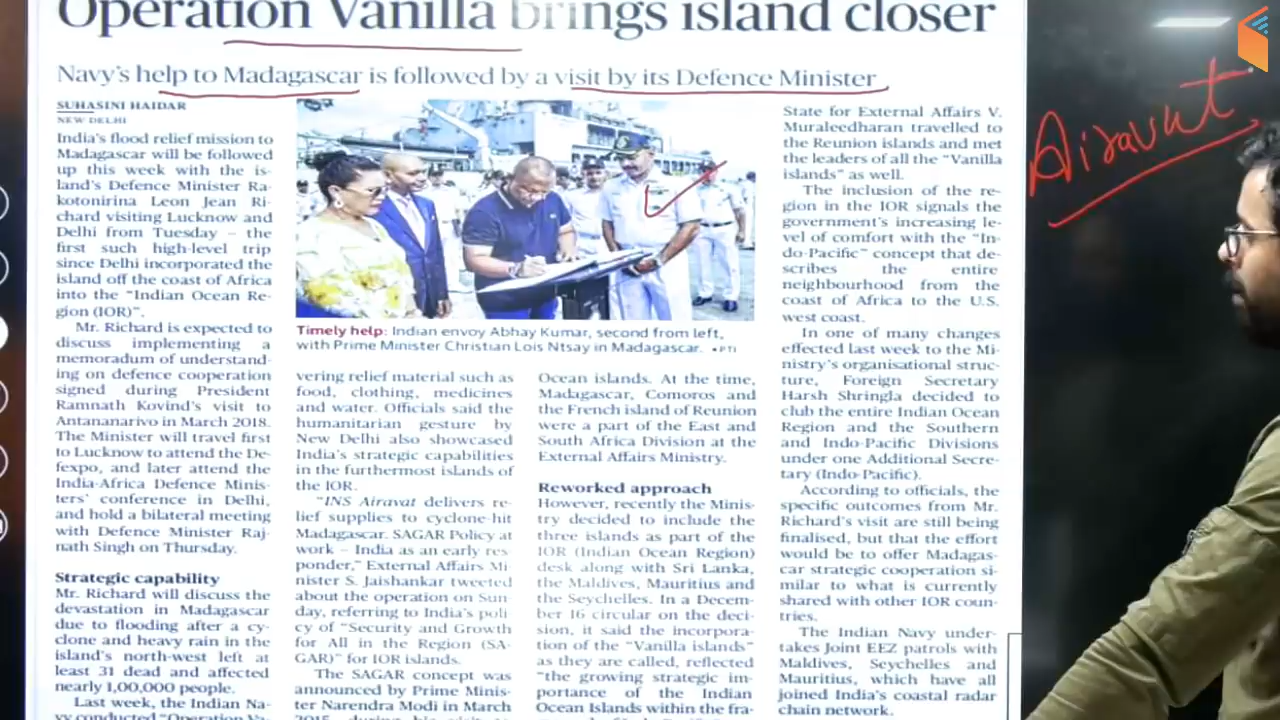 Operation Vanilla brings island closer
Navy's help to Madagascar is followed by a visit by its Defence Minister
SUHASINI HAIDAR
NEW DELHI
India's flood relief mission to
Madagascar will be followed
up this week with the is-
land's Defence Minister Ra-
kotonirina Leon Jean Ri-
chard visiting Lucknow and
Delhi from Tuesday – the
first such high-level trip
since Delhi incorporated the
island off the coast of Africa
into the "Indian Ocean Re-
gion (IOR)".
Mr. Richard is expected to
discuss implementing a
memoradum of understand-
ing on defence cooperation
signed during President
Ramnath Kovind's visit to
Antananarivo in March 2018.
The Minister will travel first
to Lucknow to attend the De-
fexpo, and later attend the
India-Africa Defence Minis-
ters' conference in Delhi,
and hold a bilateral meeting
with Defence Minister Raj-
nath Singh on Thursday.
Strategic capability
Mr. Richard will discuss the
devastation in Madagascar
due to flooding after a cy-
clone and heavy rain in the
island's north-west left at
least 31 dead and affected
nearly 1,00,000 people.
Last week, the Indian Na-
vy conducted "Operation Va-
Timely help: Indian envoy Abhay Kumar, second from left,
with Prime Minister Christian Lois Ntsay in Madagascar. •PTI
vering relief material such as
food, clothing, medicines
and water. Officials said the
humanitarian gesture by
New Delhi also showcased
India's strategic capabilities
in the furthermost islands of
the IOR.
"INS Airavat delivers re-
lief supplies to cyclone-hit
Madagascar. SAGAR Policy at
work – India as an early res
ponder," External Affairs Mi
nister S. Jaishankar tweeted
about the operation on Sun
day, referring to India's poli
cy of "Security and Growth
for All in the Region (SA-
GAR)" for IOR islands.
The SAGAR concept was
announced by Prime Minis-
ter Narendra Modi in March
2015, during his visit to
Ocean islands. At the time,
Madagascar, Comoros and
the French island of Reunion
were a part of the East and
South Africa Division at the
External Affairs Ministry.
Reworked approach
However, recently the Minis-
try decided to include the
three islands as part of the
IOR (Indian Ocean Region)
desk along with Sri Lanka,
the Maldives, Mauritius and
the Seychelles. In a Decem-
ber 16 circular on the deci-
sion, it said the incorpora-
tion of the "Vanilla islands"
as they are called, reflected
"the growing strategic im-
portance of the Indian
Ocean Islands within the fra-
State for External Affairs V.
Muraleedharan travelled to
the Reunion islands and met
the leaders of all the "Vanilla
islands" as well.
The inclusion of the re-
gion in the IOR signals the
government's increasing le-
vel of comfort with the "In-
do-Pacific" concept that de-
scribes the entire
neighbourhood from the
coast of Africa to the U.S.
west coast.
In one of many changes
effected last week to the Mi-
nistry's organisational struc-
ture, Foreign Secretary
Harsh Shringla decided to
club the entire Indian Ocean
Region and the Southern
and Indo-Pacific Divisions
under one Additional Secre-
tary (Indo-Pacific).
According to officials, the
specific outcomes from Mr.
Richard's visit are still being
finalised, but that the effort
would be to offer Madagas-
car strategic cooperation si-
milar to what is currently
shared with other IOR coun-
tries.
The Indian Navy under-
takes Joint EEZ patrols with
Maldives, Seychelles and
Mauritius, which have all
joined India's coastal radar
chain network.
Airavat